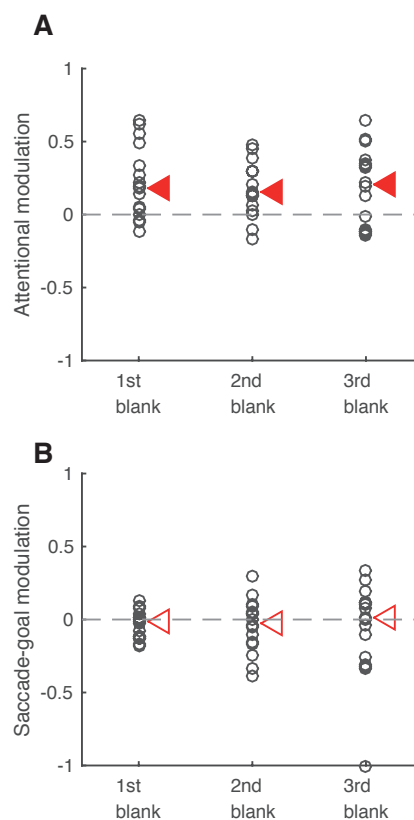 A
Attentional modulation
1
0.5
0
-0.5
-1
1st blank
2nd blank
3rd blank
B
Saccade-goal modulation
1
0.5
0
-0.5
-1
1st blank
2nd blank
3rd blank